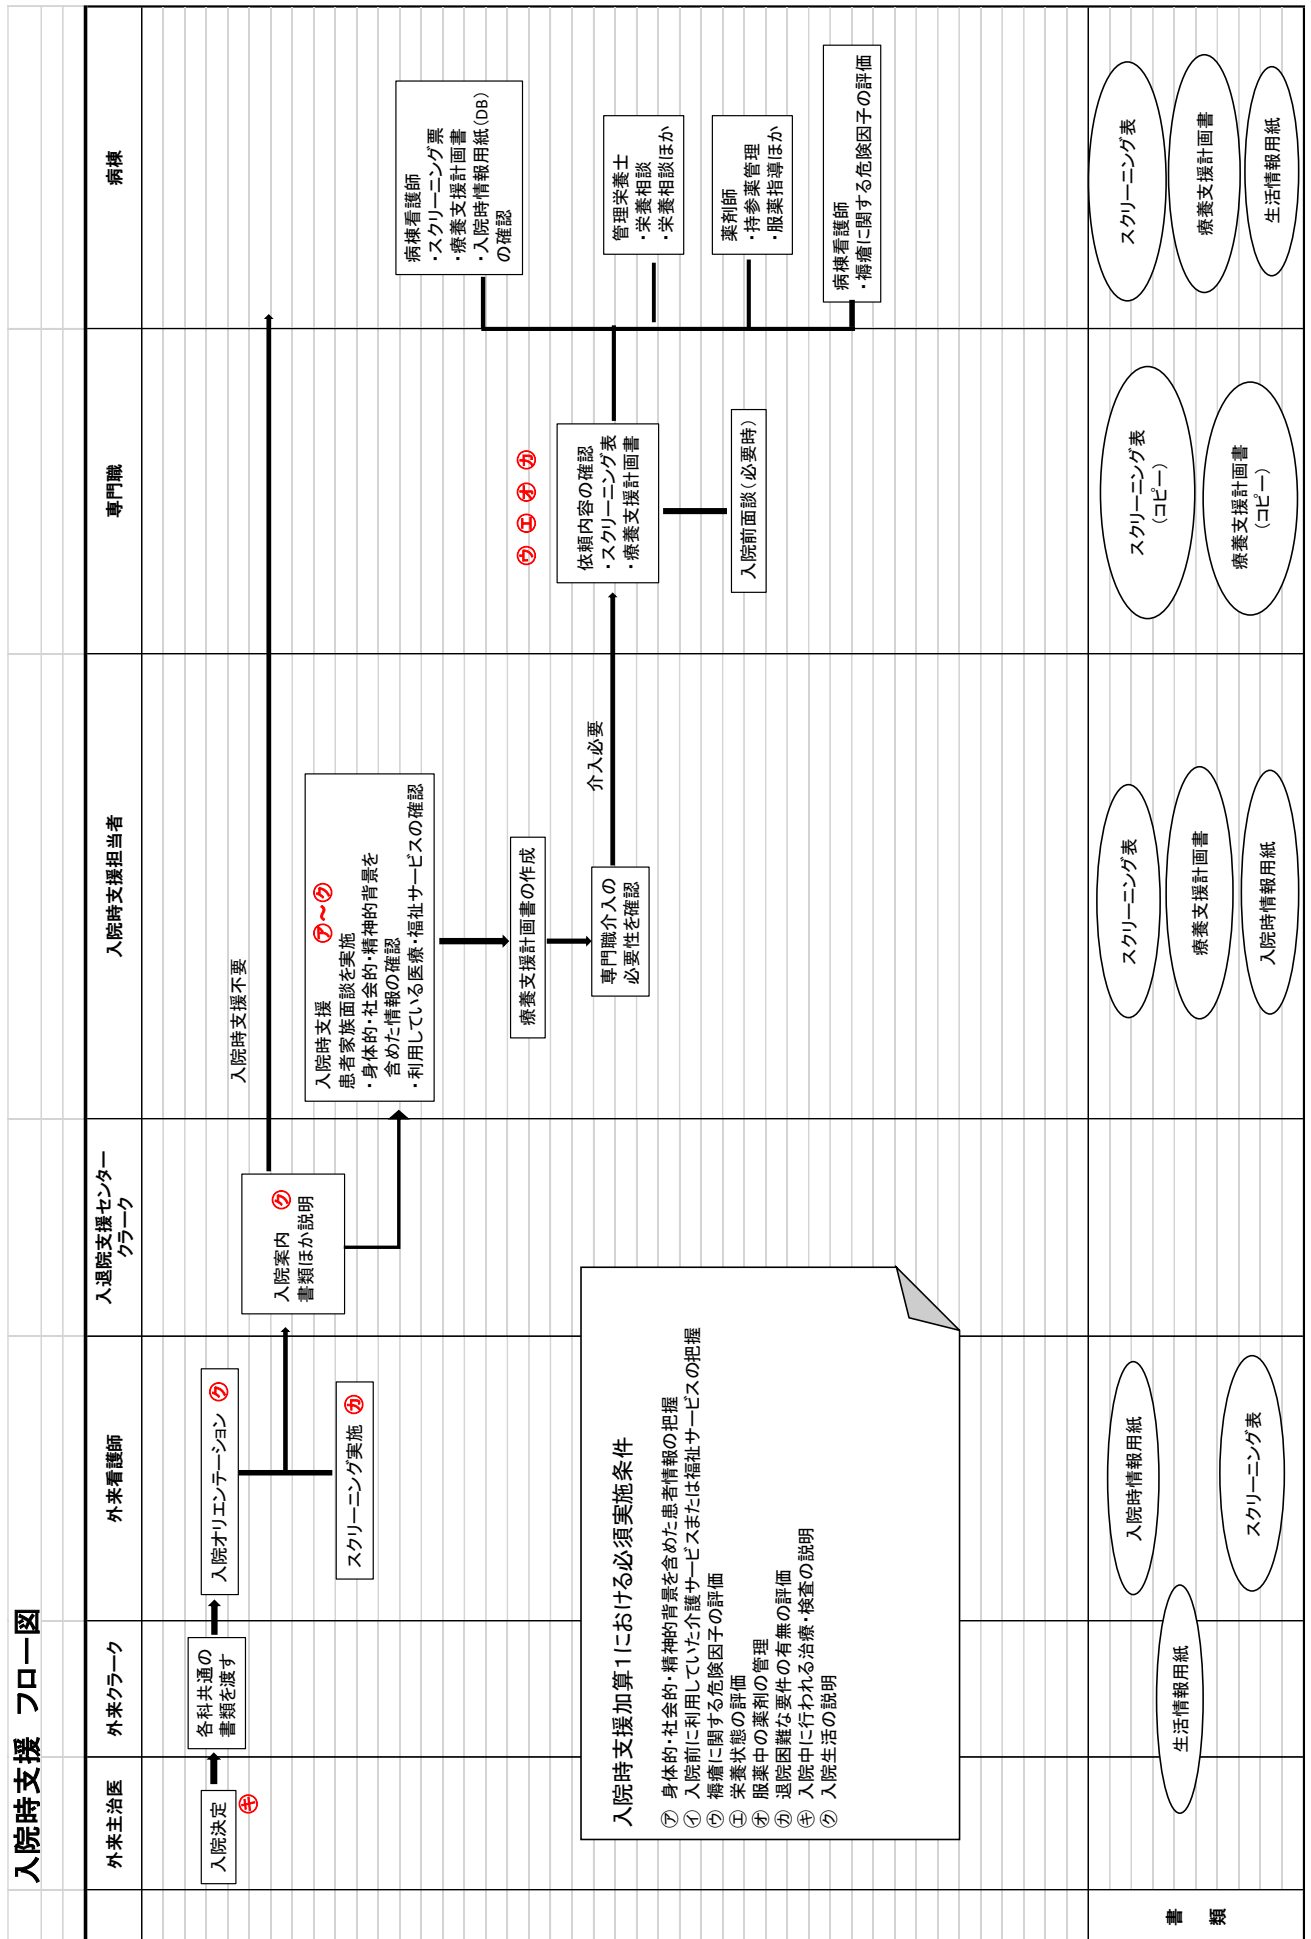 入院時支援 フロー図
外来主治医
外来クラーク
外来看護師
入退院支援センター
クラーク
入院時支援担当者
専門職
病棟
入院決定
㋖
各科共通の
書類を渡す
入院オリエンテーション ㋗
スクリーニング実施 ㋕
入院案内 ㋗
書類ほか説明
入院時支援不要
入院時支援 ㋐～㋗
患者家族面談を実施
・身体的・社会的・精神的背景を
含めた情報の確認
・利用している医療・福祉サービスの確認
療養支援計画書の作成
専門職介入の
必要性を確認
介入必要
㋒ ㋓ ㋔ ㋕
依頼内容の確認
・スクリーニング表
・療養支援計画書
入院前面談(必要時)
病棟看護師
・スクリーニング票
・療養支援計画書
・入院時情報用紙(DB)
の確認
管理栄養士
・栄養相談
・栄養相談ほか
薬剤師
・持参薬管理
・服薬指導ほか
病棟看護師
・褥瘡に関する危険因子の評価
入院時支援加算1における必須実施条件
㋐ 身体的・社会的・精神的背景を含めた患者情報の把握
㋑ 入院前に利用していた介護サービスまたは福祉サービスの把握
㋒ 褥瘡に関する危険因子の評価
㋓ 栄養状態の評価
㋔ 服薬中の薬剤の管理
㋕ 退院困難な要件の有無の評価
㋖ 入院中に行われる治療・検査の説明
㋗ 入院生活の説明
書
類
生活情報用紙
入院時情報用紙
スクリーニング表
スクリーニング表
療養支援計画書
入院時情報用紙
スクリーニング表
(コピー)
療養支援計画書
(コピー)
スクリーニング表
療養支援計画書
生活情報用紙